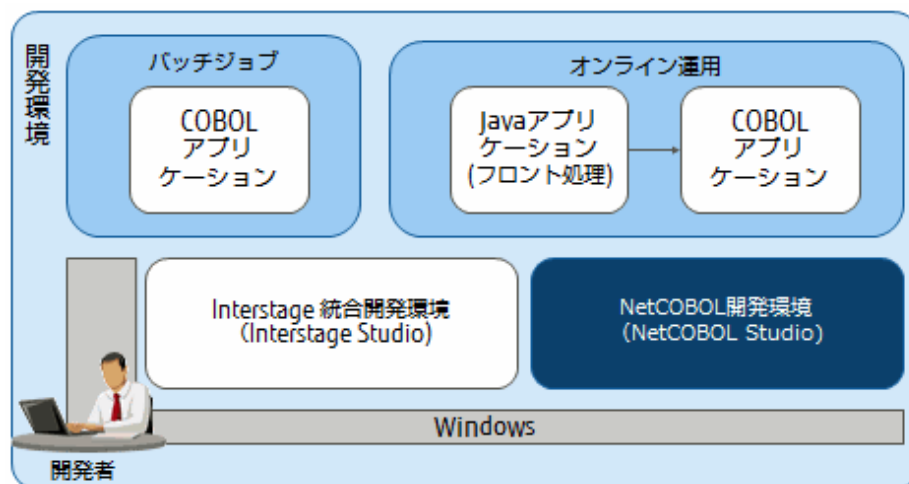 開発環境
バッチジョブ
COBOL
アプリ
ケーション
オンライン運用
Javaアプリ
ケーション
(フロント処理)
COBOL
アプリ
ケーション
Interstage 統合開発環境
(Interstage Studio)
NetCOBOL開発環境
(NetCOBOL Studio)
Windows
開発者